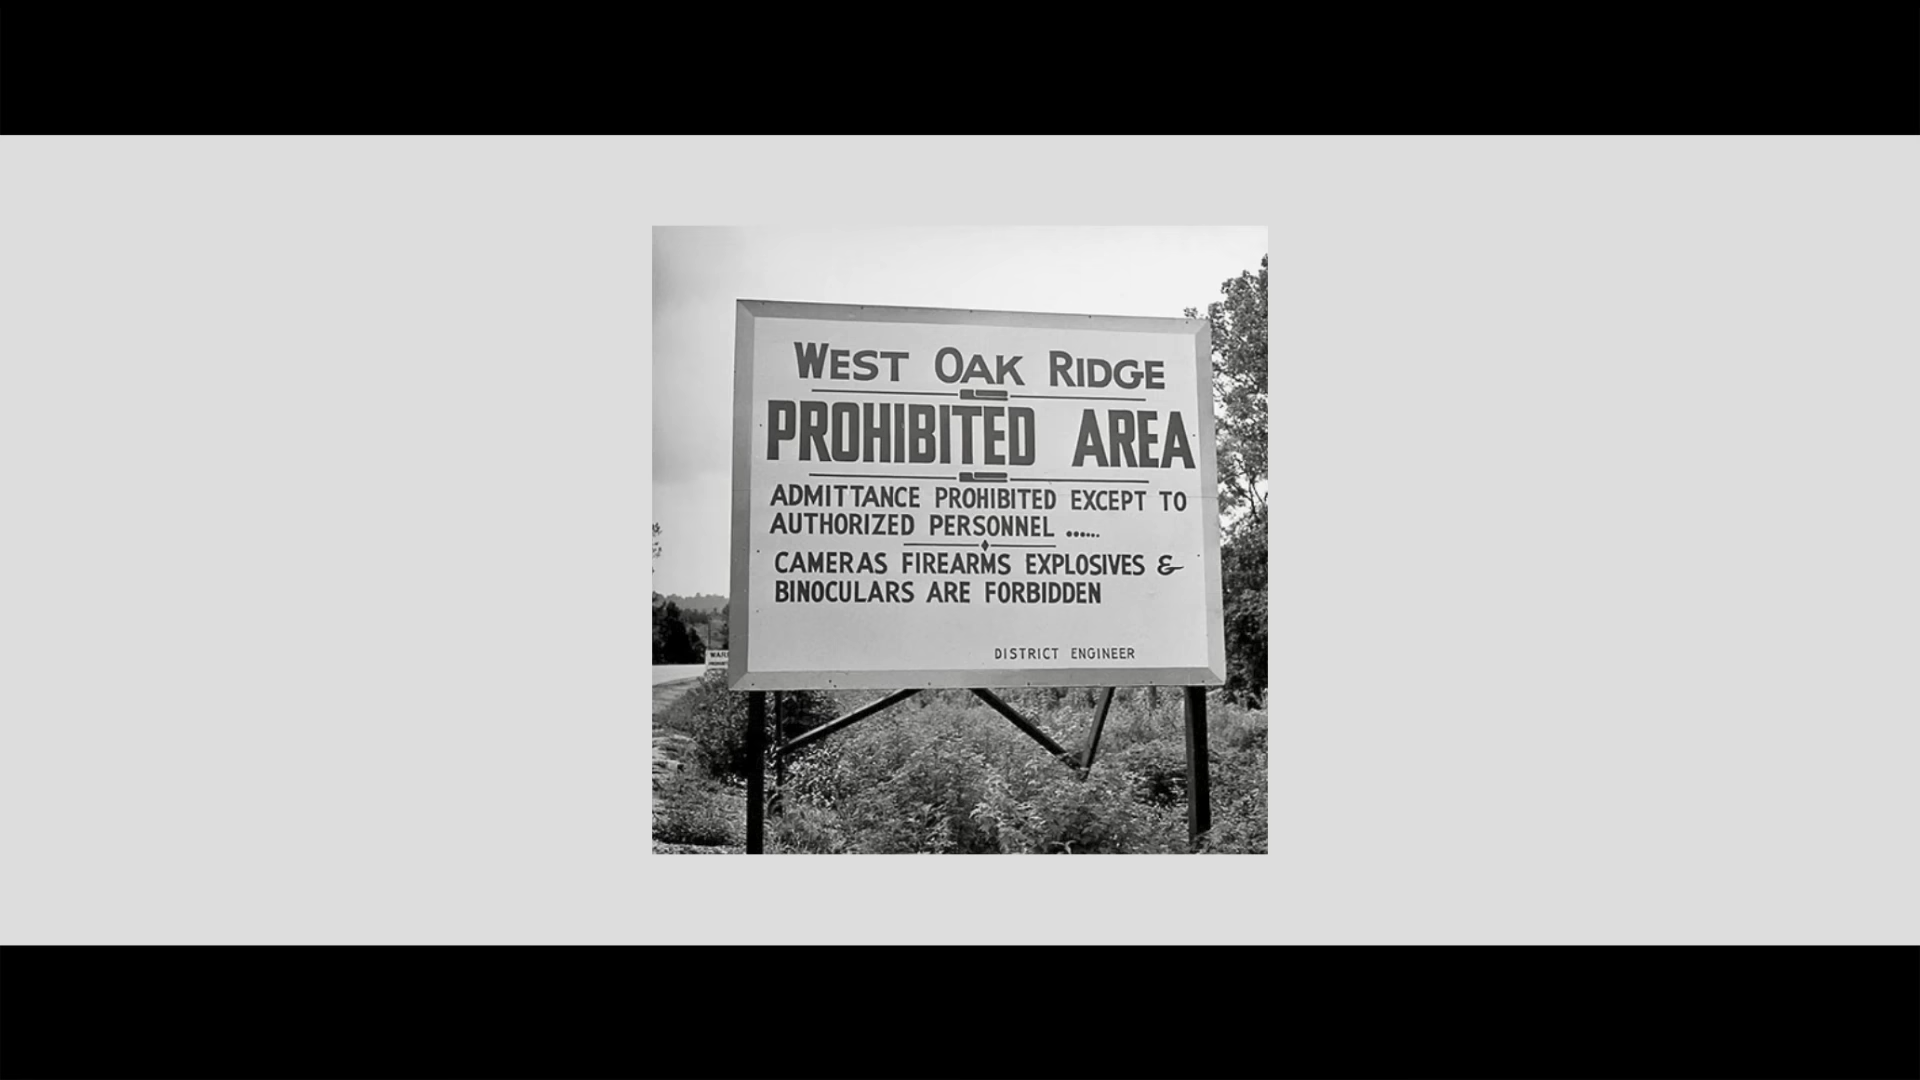 WEST OAK RIDGE
PROHIBITED AREA
ADMITTANCE PROHIBITED EXCEPT TO
AUTHORIZED PERSONNEL ......
CAMERAS FIREARMS EXPLOSIVES &
BINOCULARS ARE FORBIDDEN
DISTRICT ENGINEER